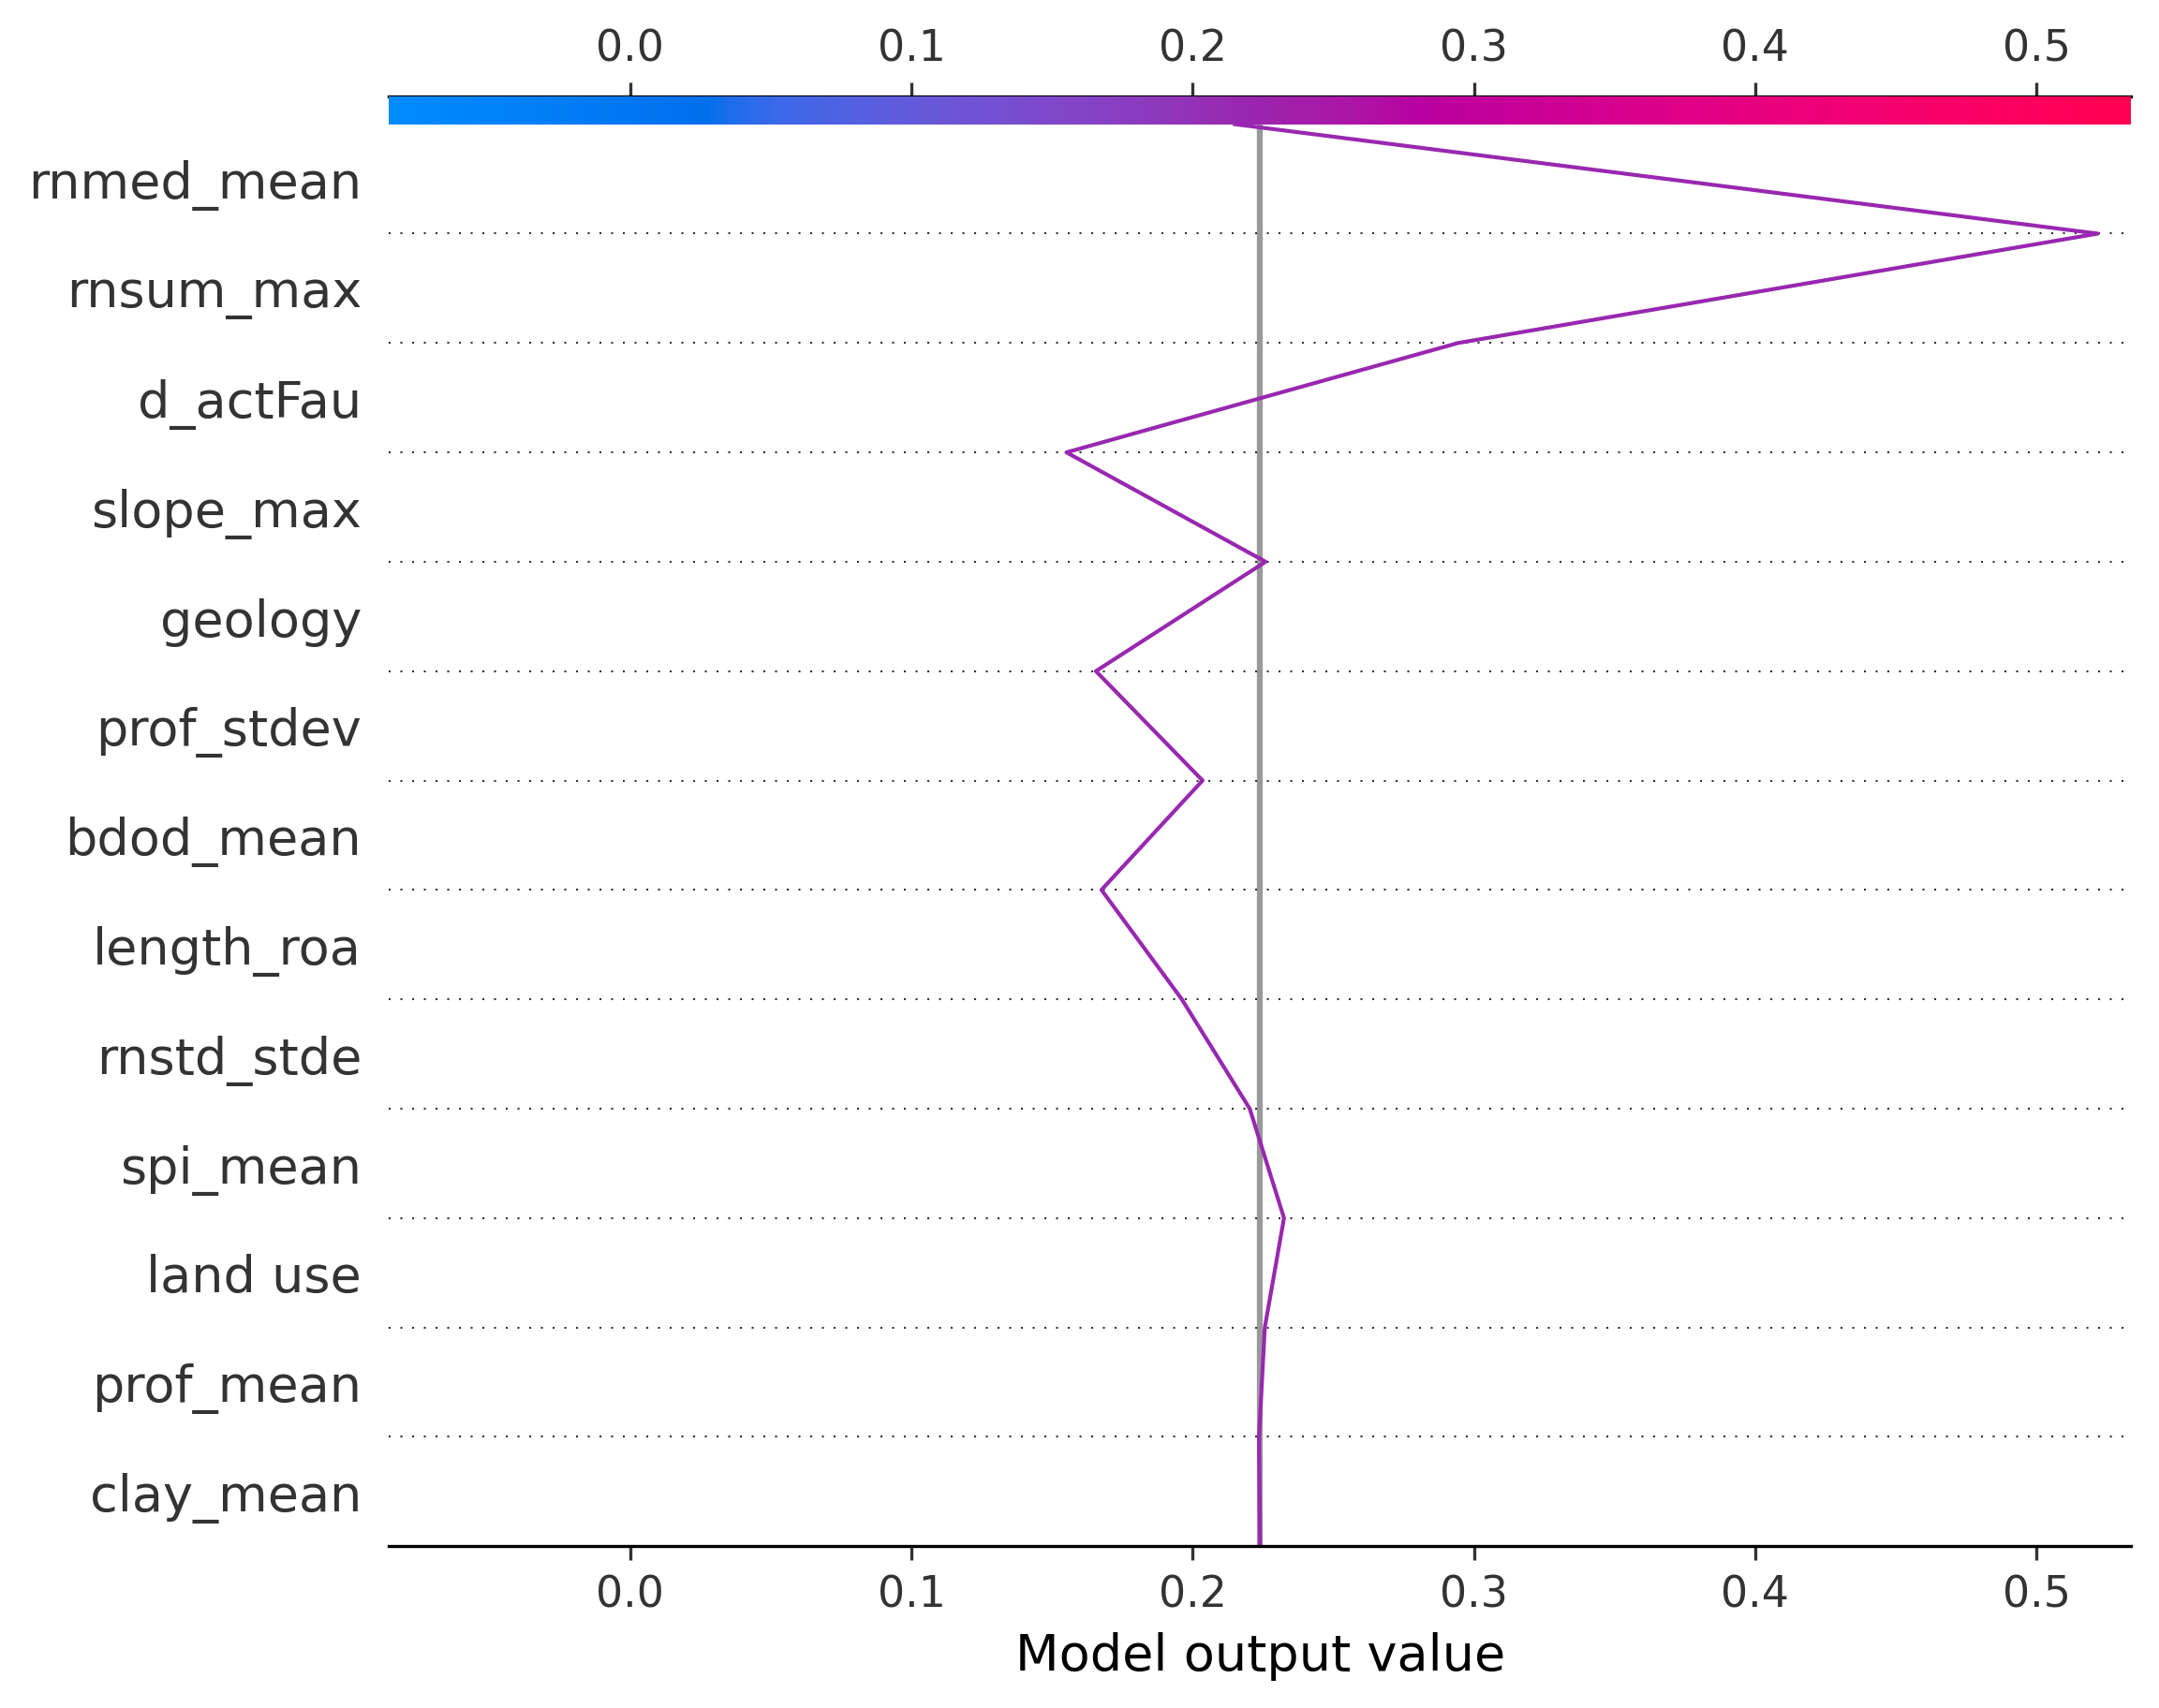 0.0 0.1 0.2 0.3 0.4 0.5
rnmed_mean
rnsum_max
d_actFau
slope_max
geology
prof_stdev
bdod_mean
length_roa
rnstd_stde
spi_mean
land use
prof_mean
clay_mean
0.0 0.1 0.2 0.3 0.4 0.5
Model output value